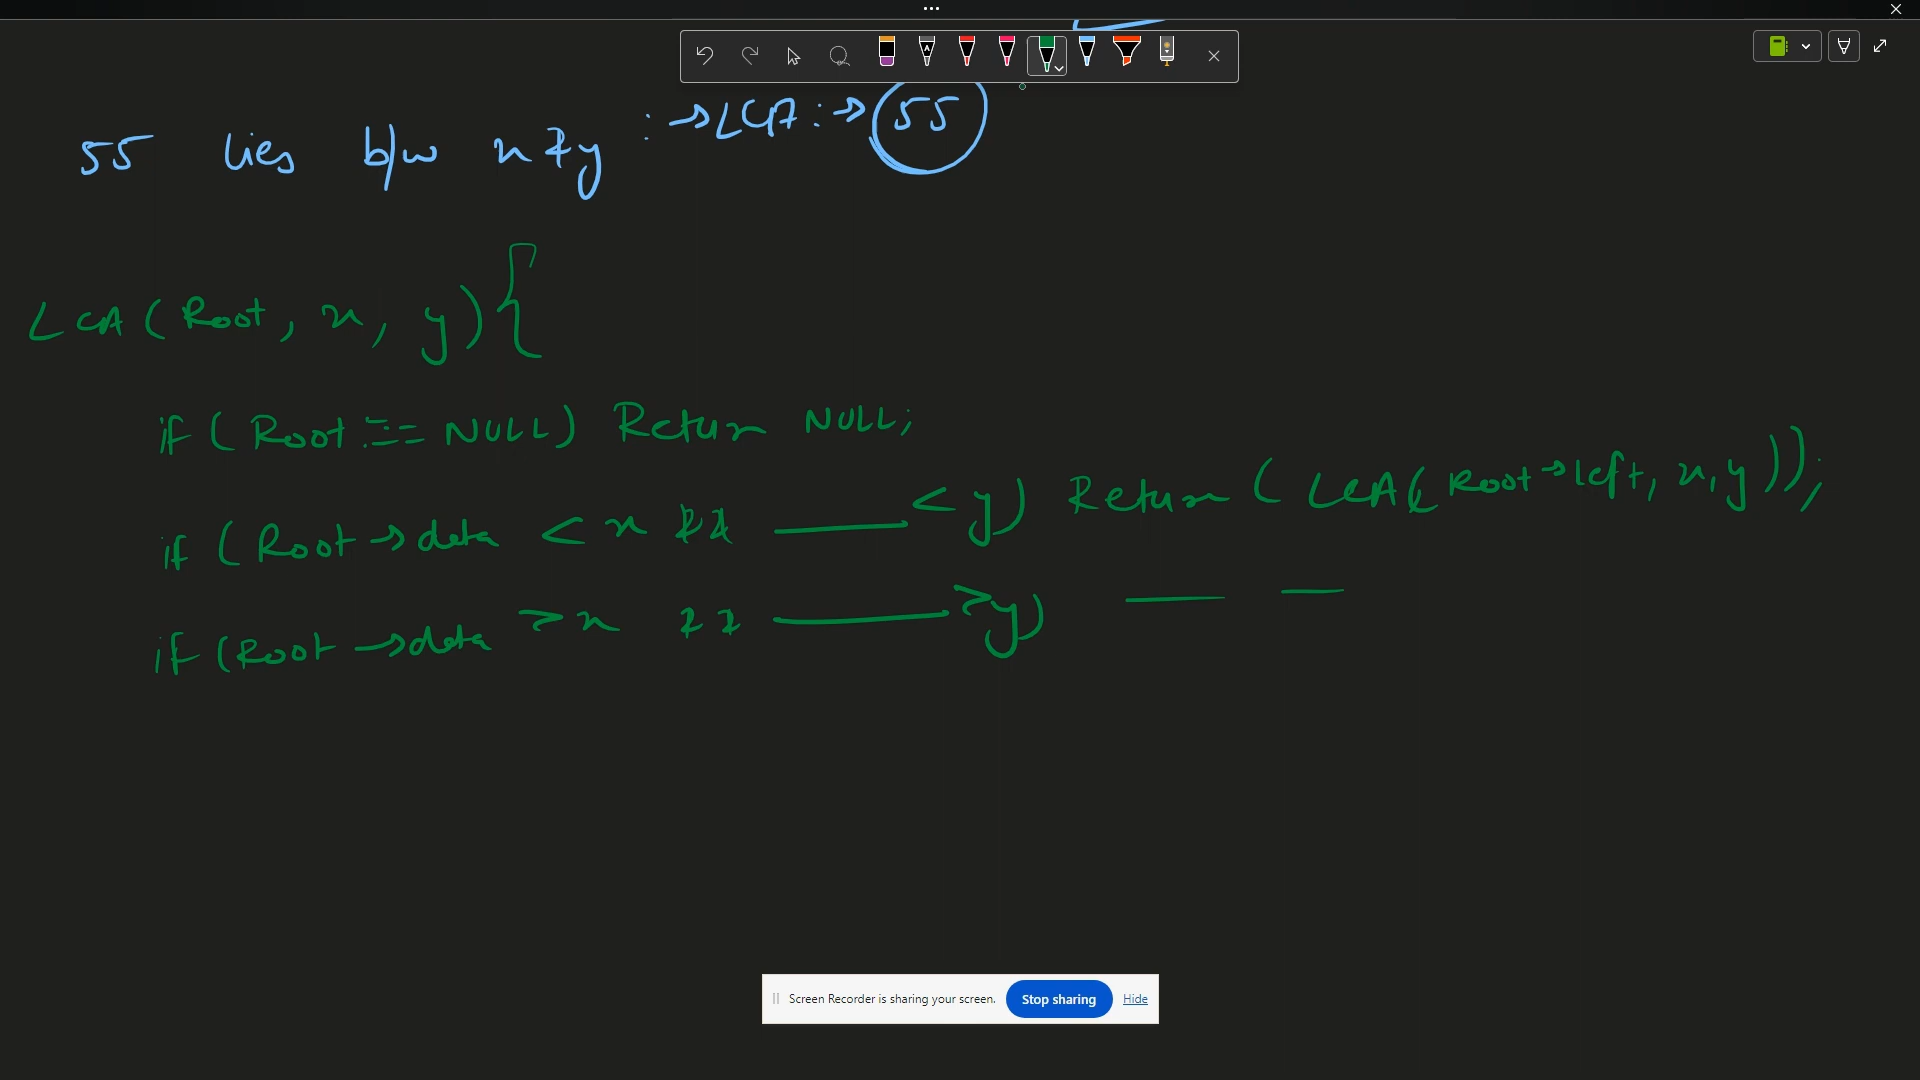 55 lies b/w x & y : → LCA : → 55
LCA (Root, x, y) {
if ( Root == NULL) Return NULL;
if ( Root → data < x && —— < y) Return ( LCA ( Root → left, x, y ));
if (Root → data > x && —— > y) — —
Screen Recorder is sharing your screen. Stop sharing Hide